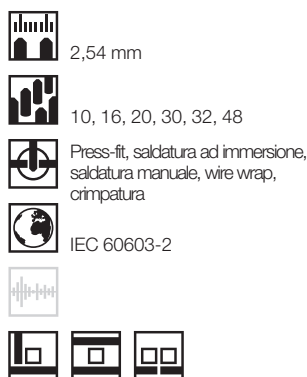 2,54 mm
10, 16, 20, 30, 32, 48
Press-fit, saldatura ad immersione,
saldatura manuale, wire wrap,
crimpatura
IEC 60603-2